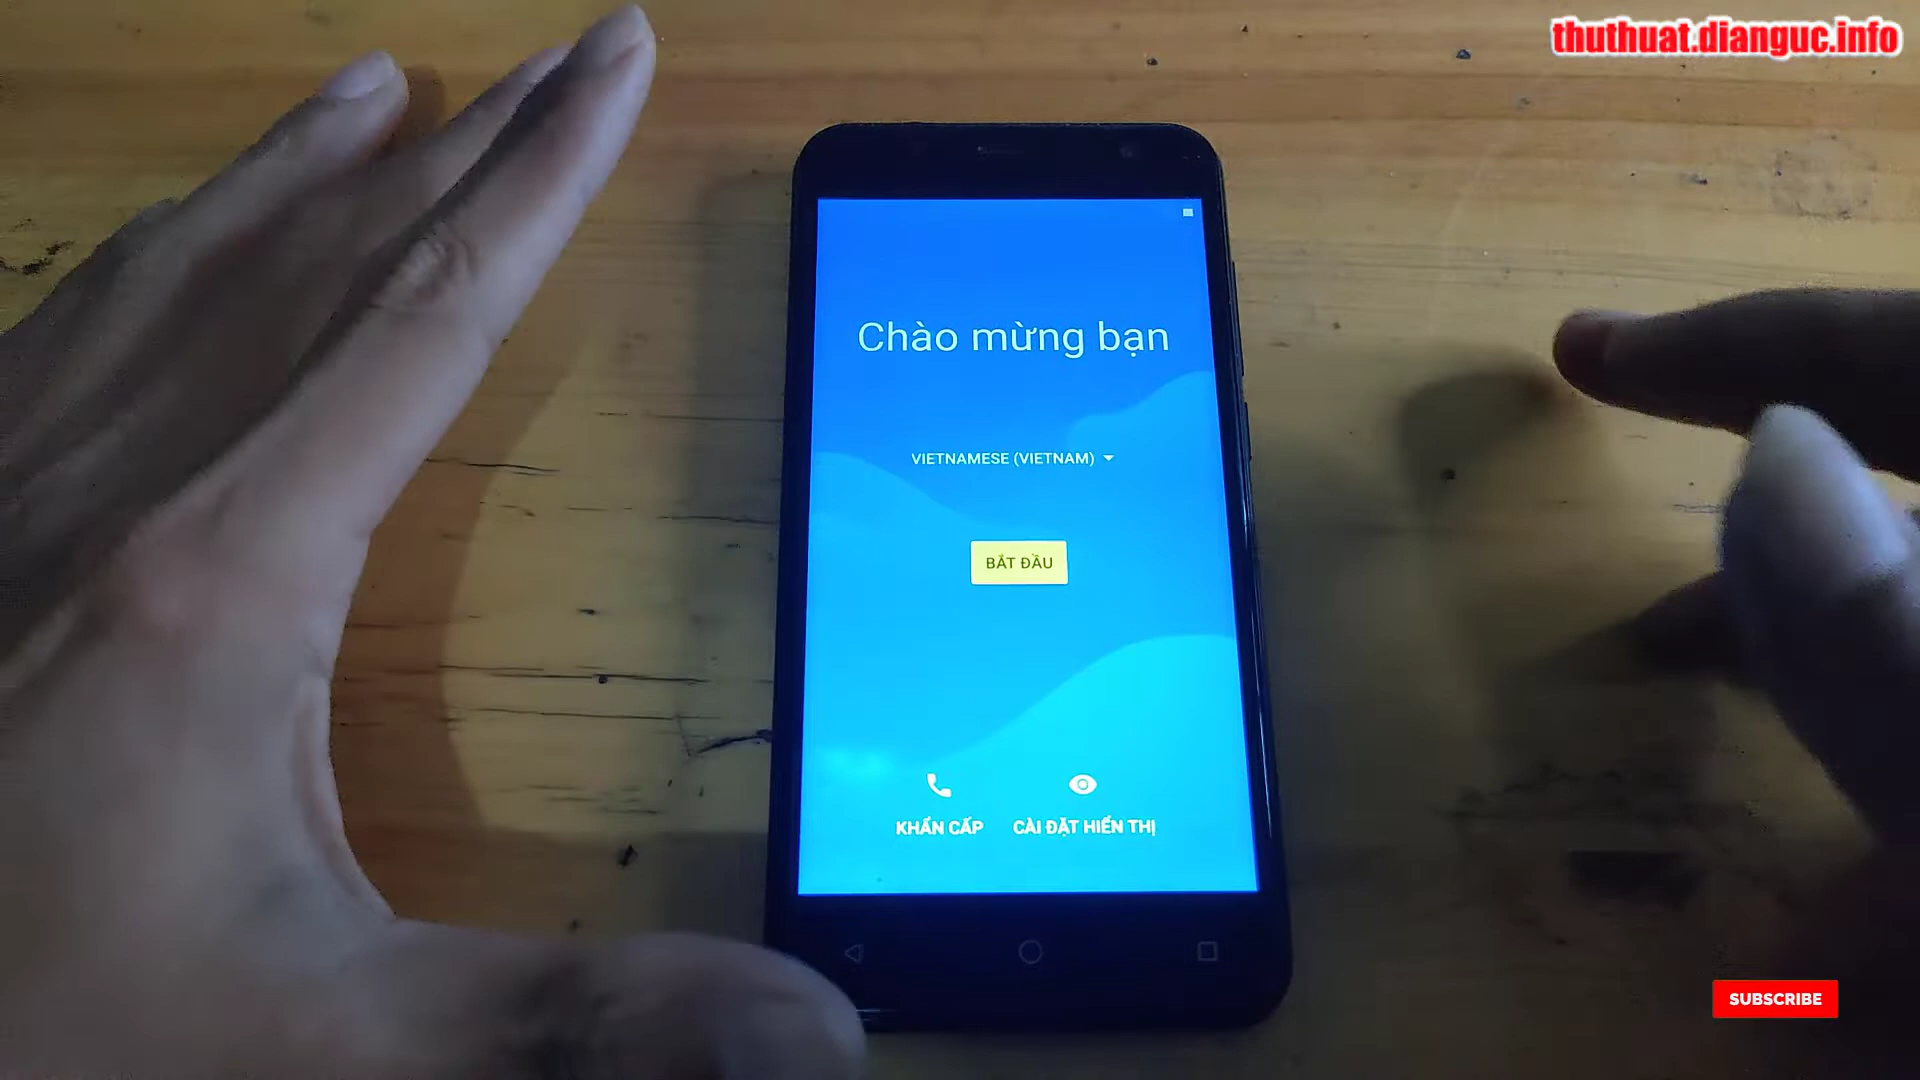 thuthuat.dianguc.info
Chào mừng bạn
VIETNAMESE (VIETNAM)
BẮT ĐẦU
KHẨN CẤP
CÀI ĐẶT HIỂN THỊ
SUBSCRIBE